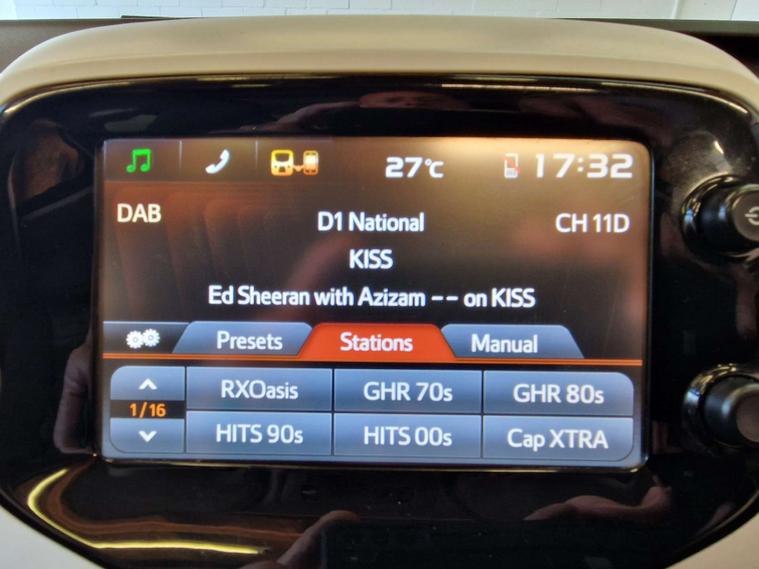 27°C 17:32
DAB D1 National CH 11D
KISS
Ed Sheeran with Azizam -- on KISS
Presets Stations Manual
RXOasis GHR 70s GHR 80s
1/16
HITS 90s HITS 00s Cap XTRA